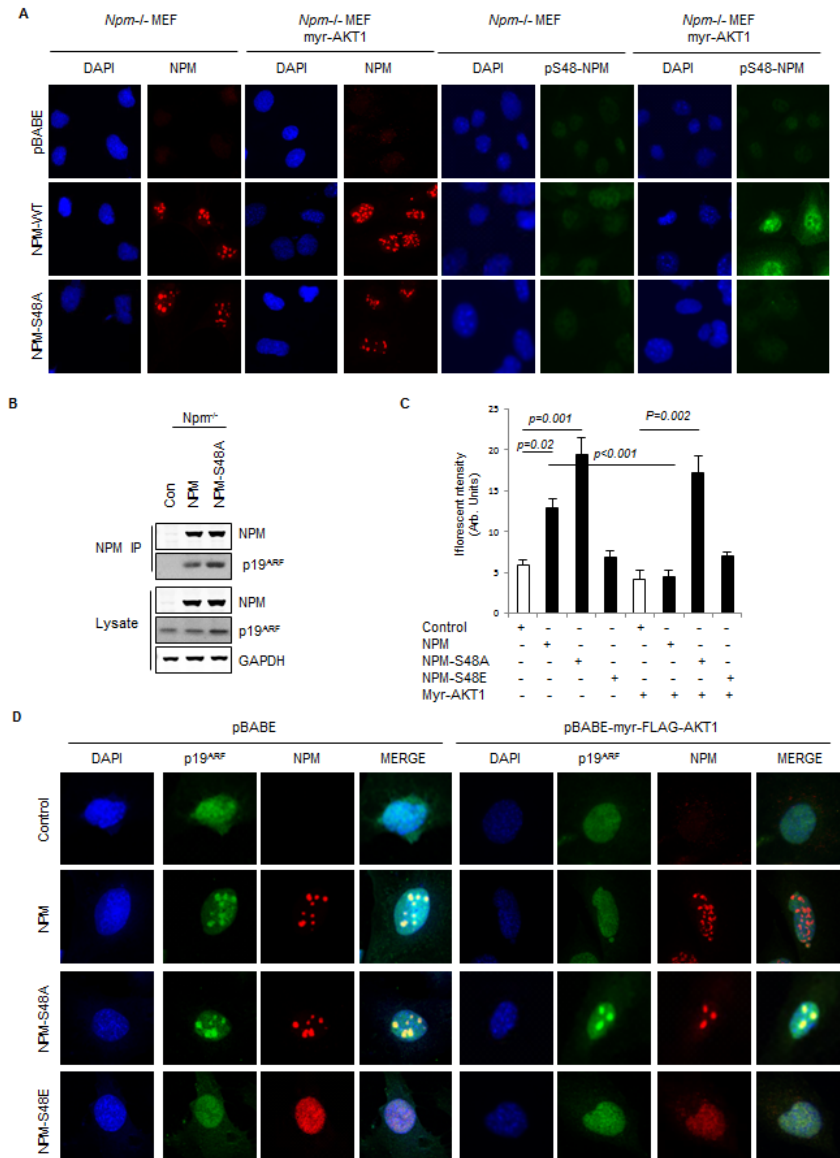 A
Npm-/- MEF
Npm-/- MEF
myr-AKT1
Npm-/- MEF
Npm-/- MEF
myr-AKT1
DAPI NPM DAPI NPM DAPI pS48-NPM DAPI pS48-NPM
pBABE
NPM-WT
NPM-S48A
B
Npm-/-
Con
NPM
NPM-S48A
NPM IP
NPM
p19ARF
Lysate
NPM
p19ARF
GAPDH
C
Iflorescent ntensity
(Arb. Units)
25
20
15
10
5
0
p=0.001
P=0.002
p=0.02
p<0.001
Control + - - - + - - -
NPM - + - - - + - -
NPM-S48A - - + - - - + -
NPM-S48E - - - + - - - +
Myr-AKT1 - - - - + + + +
D
pBABE
pBABE-myr-FLAG-AKT1
DAPI p19ARF NPM MERGE DAPI p19ARF NPM MERGE
Control
NPM
NPM-S48A
NPM-S48E